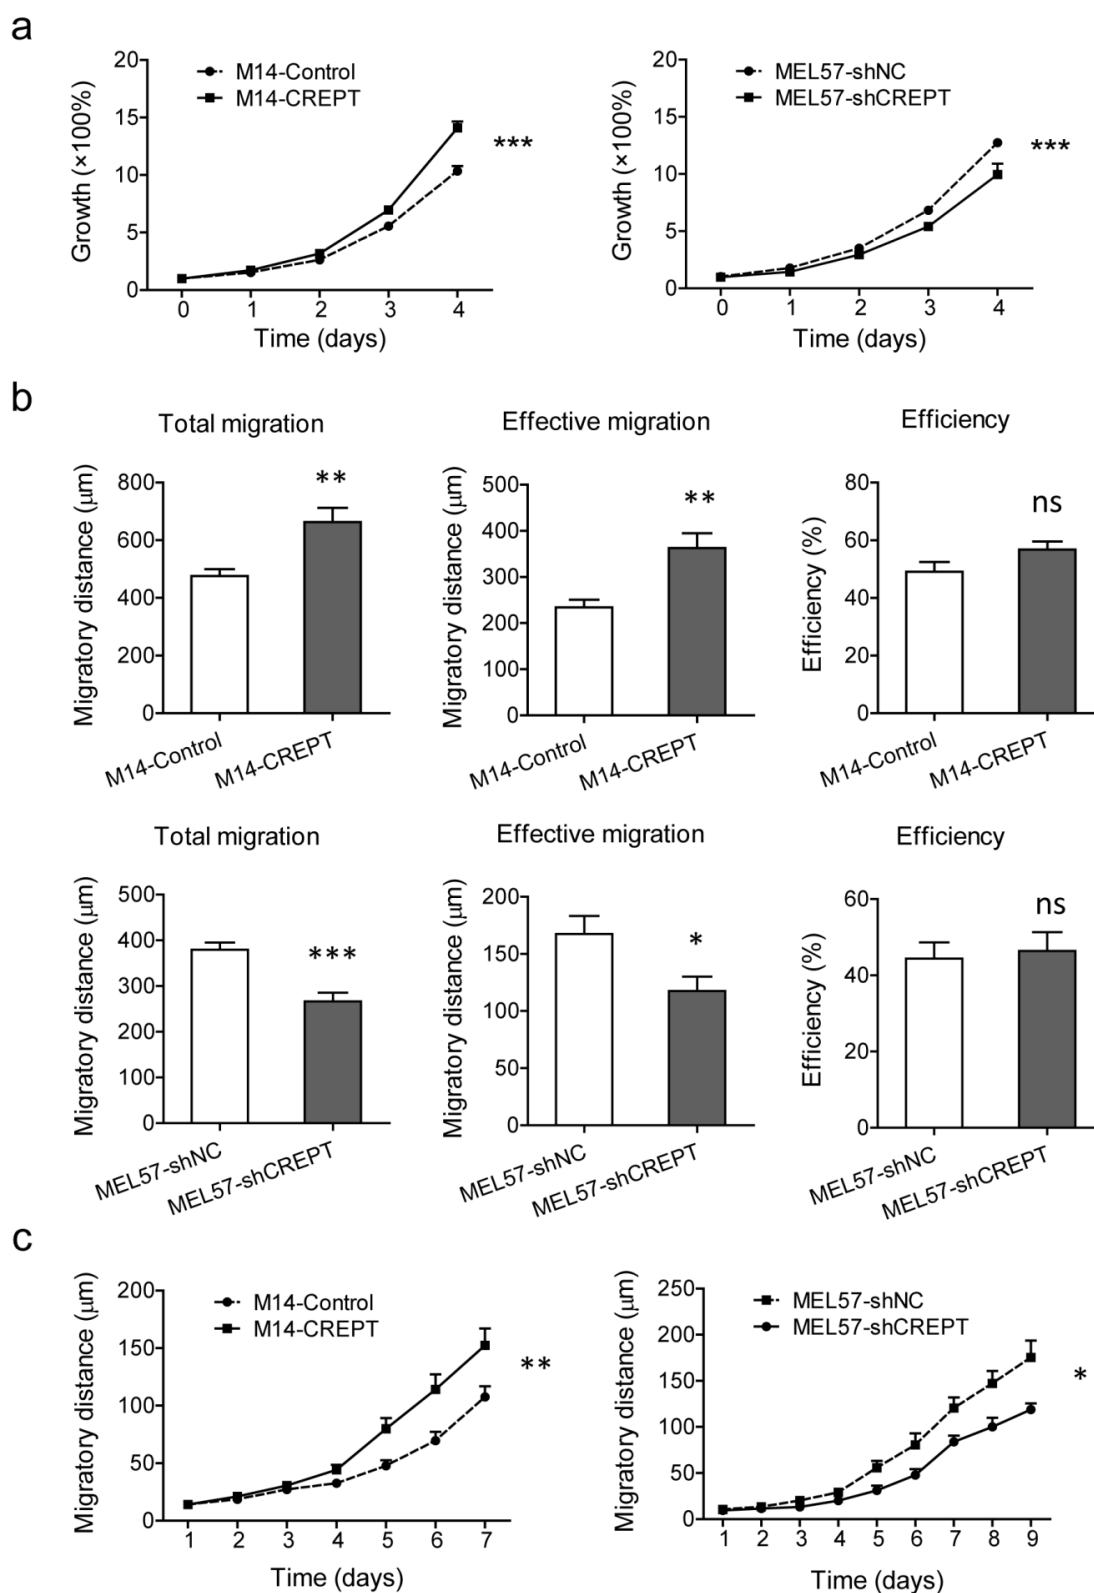 a
20
15
10
5
0
Growth (×100%)
M14-Control
M14-CREPT
***
0 1 2 3 4
Time (days)
20
15
10
5
0
Growth (×100%)
MEL57-shNC
MEL57-shCREPT
***
0 1 2 3 4
Time (days)
b
Total migration
Migratory distance (μm)
800
600
400
200
0
**
M14-Control
M14-CREPT
Effective migration
Migratory distance (μm)
500
400
300
200
100
0
**
M14-Control
M14-CREPT
Efficiency
Efficiency (%)
80
60
40
20
0
ns
M14-Control
M14-CREPT
Total migration
Migratory distance (μm)
500
400
300
200
100
0
***
MEL57-shNC
MEL57-shCREPT
Effective migration
Migratory distance (μm)
200
150
100
50
0
*
MEL57-shNC
MEL57-shCREPT
Efficiency
Efficiency (%)
60
40
20
0
ns
MEL57-shNC
MEL57-shCREPT
c
Migratory distance (μm)
200
150
100
50
0
M14-Control
M14-CREPT
**
1 2 3 4 5 6 7
Time (days)
Migratory distance (μm)
250
200
150
100
50
0
MEL57-shNC
MEL57-shCREPT
*
1 2 3 4 5 6 7 8 9
Time (days)